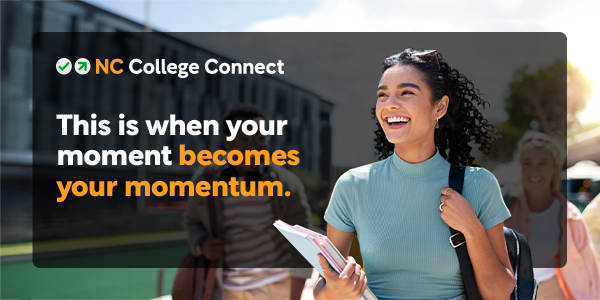 NC College Connect
This is when your
moment becomes
your momentum.